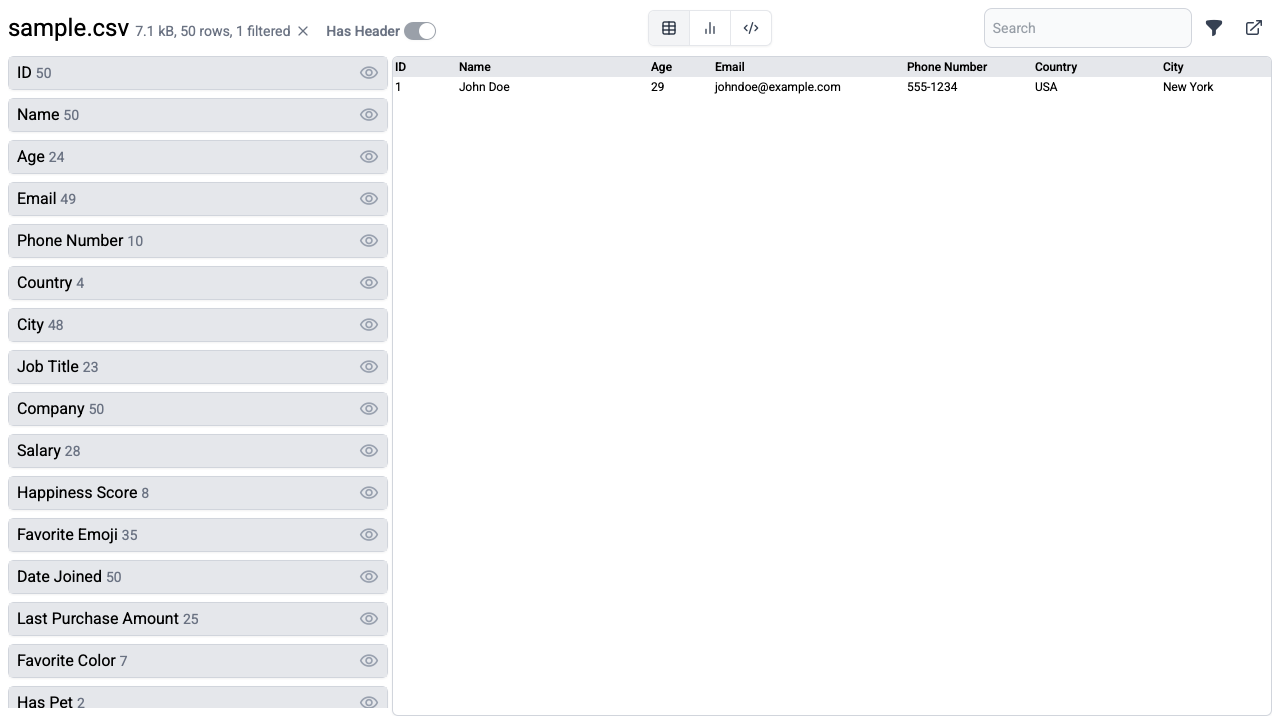 sample.csv 7.1 kB, 50 rows, 1 filtered Has Header Search
ID 50
Name 50
Age 24
Email 49
Phone Number 10
Country 4
City 48
Job Title 23
Company 50
Salary 28
Happiness Score 8
Favorite Emoji 35
Date Joined 50
Last Purchase Amount 25
Favorite Color 7
Has Pet 2
ID Name Age Email Phone Number Country City
1 John Doe 29 johndoe@example.com 555-1234 USA New York